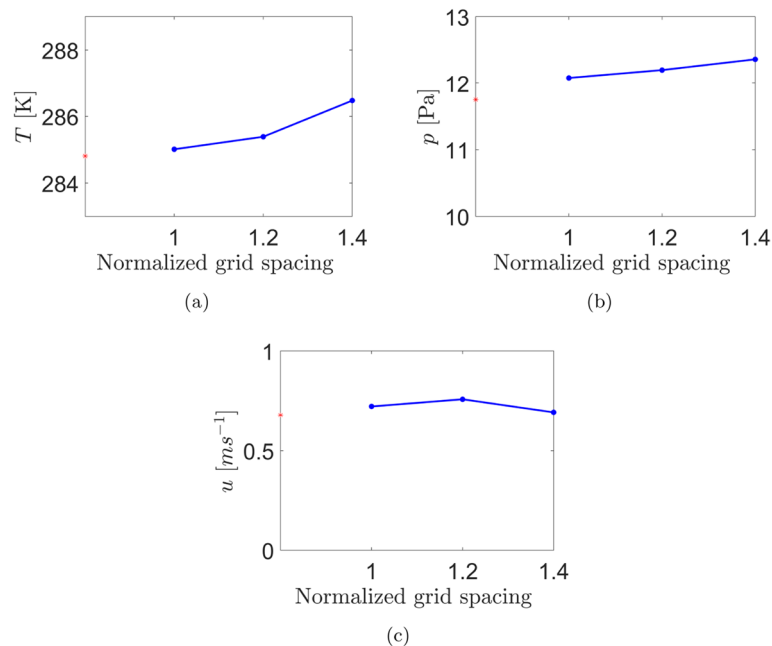 288
286
284
T [K]
1 1.2 1.4
Normalized grid spacing
(a)
13
12
11
10
p [Pa]
1 1.2 1.4
Normalized grid spacing
(b)
1
0.5
0
u [ms⁻¹]
1 1.2 1.4
Normalized grid spacing
(c)